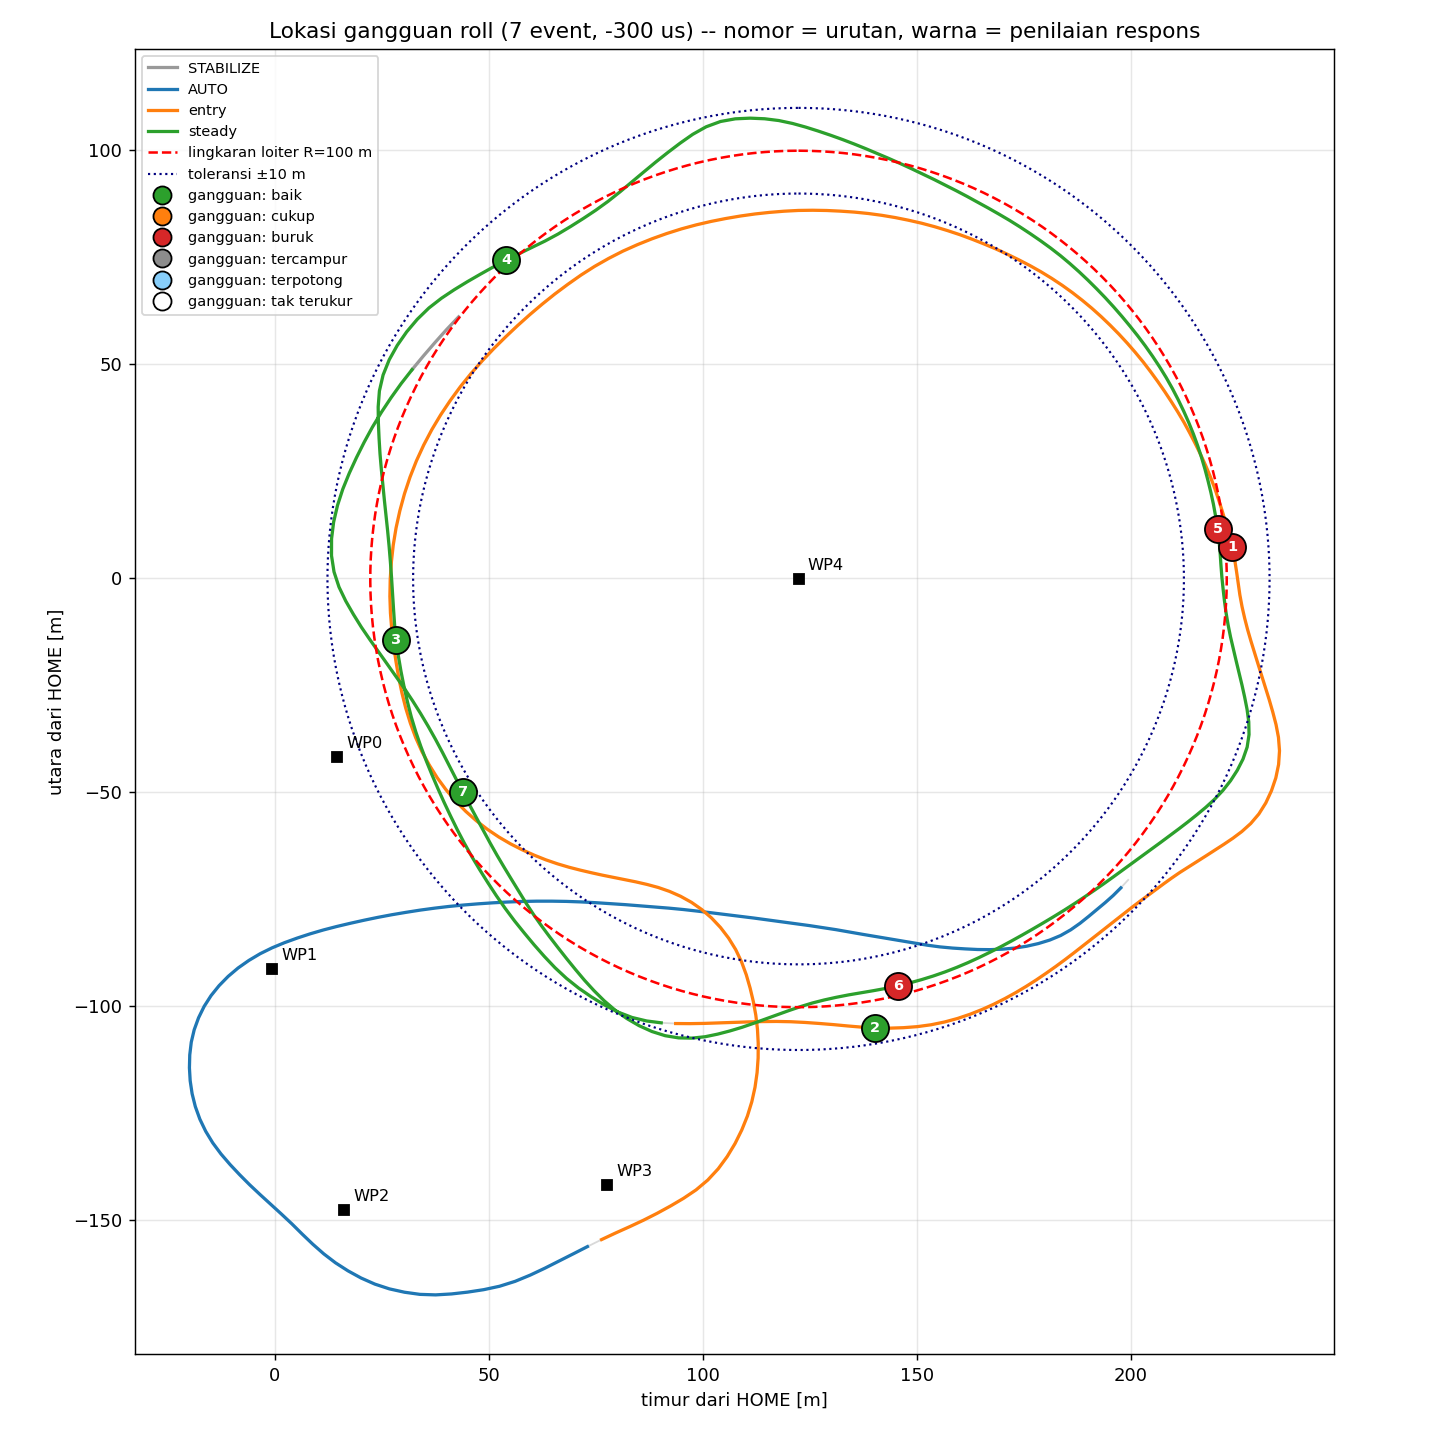 Lokasi gangguan roll (7 event, -300 us) -- nomor = urutan, warna = penilaian respons
STABILIZE
AUTO
entry
steady
lingkaran loiter R=100 m
toleransi ±10 m
gangguan: baik
gangguan: cukup
gangguan: buruk
gangguan: tercampur
gangguan: terpotong
gangguan: tak terukur
100
50
0
−50
−100
−150
utara dari HOME [m]
4
5
1
WP4
3
WP0
7
6
2
WP1
WP3
WP2
0
50
100
150
200
timur dari HOME [m]